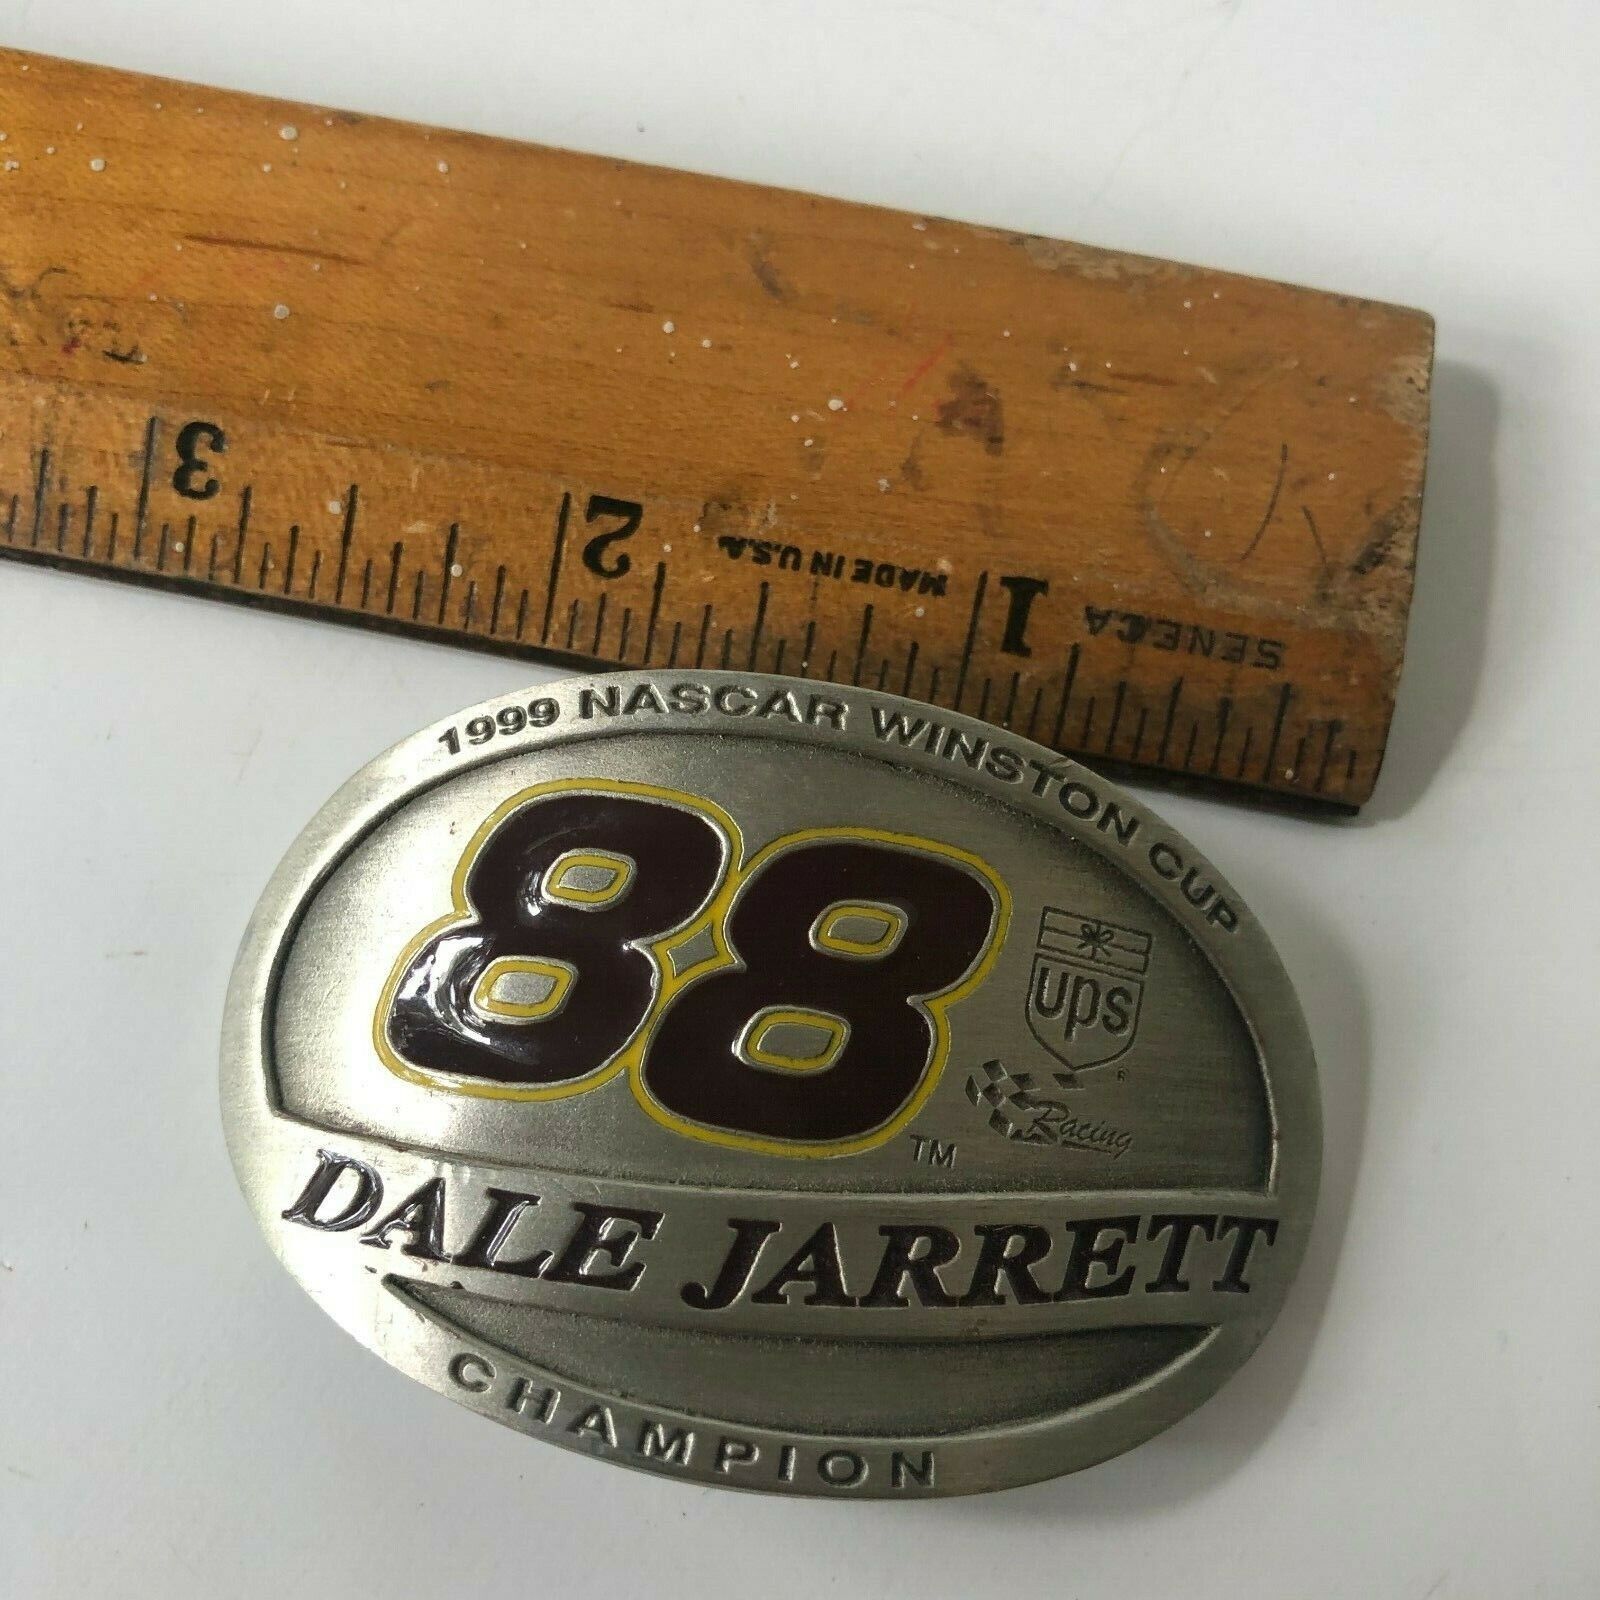 3
2
MADE IN U.S.A.
1
SENECA
1999 NASCAR WINSTON CUP
88
TM
ups
®
Racing
DALE JARRETT
CHAMPION